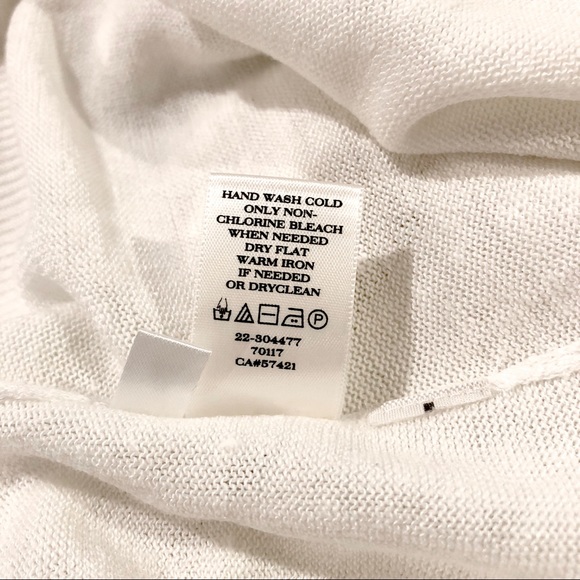 HAND WASH COLD
ONLY NON-
CHLORINE BLEACH
WHEN NEEDED
DRY FLAT
WARM IRON
IF NEEDED
OR DRYCLEAN
P
22-804477
70117
CA#57421